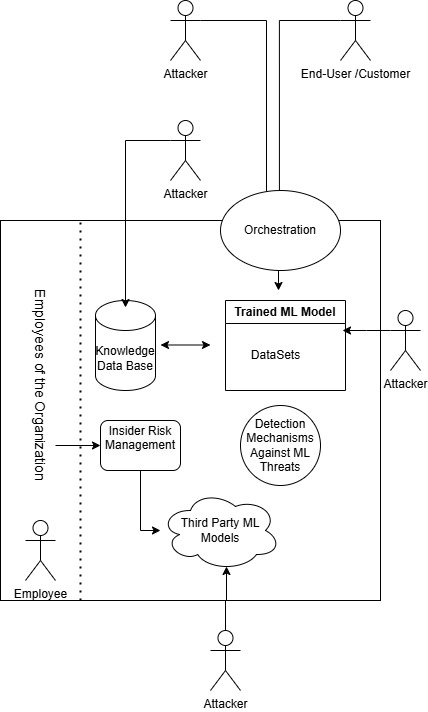 Attacker
End-User /Customer
Attacker
Orchestration
Employees of the Organization
Trained ML Model
DataSets
Knowledge
Data Base
Attacker
Insider Risk
Management
Detection
Mechanisms
Against ML
Threats
Third Party ML
Models
Employee
Attacker